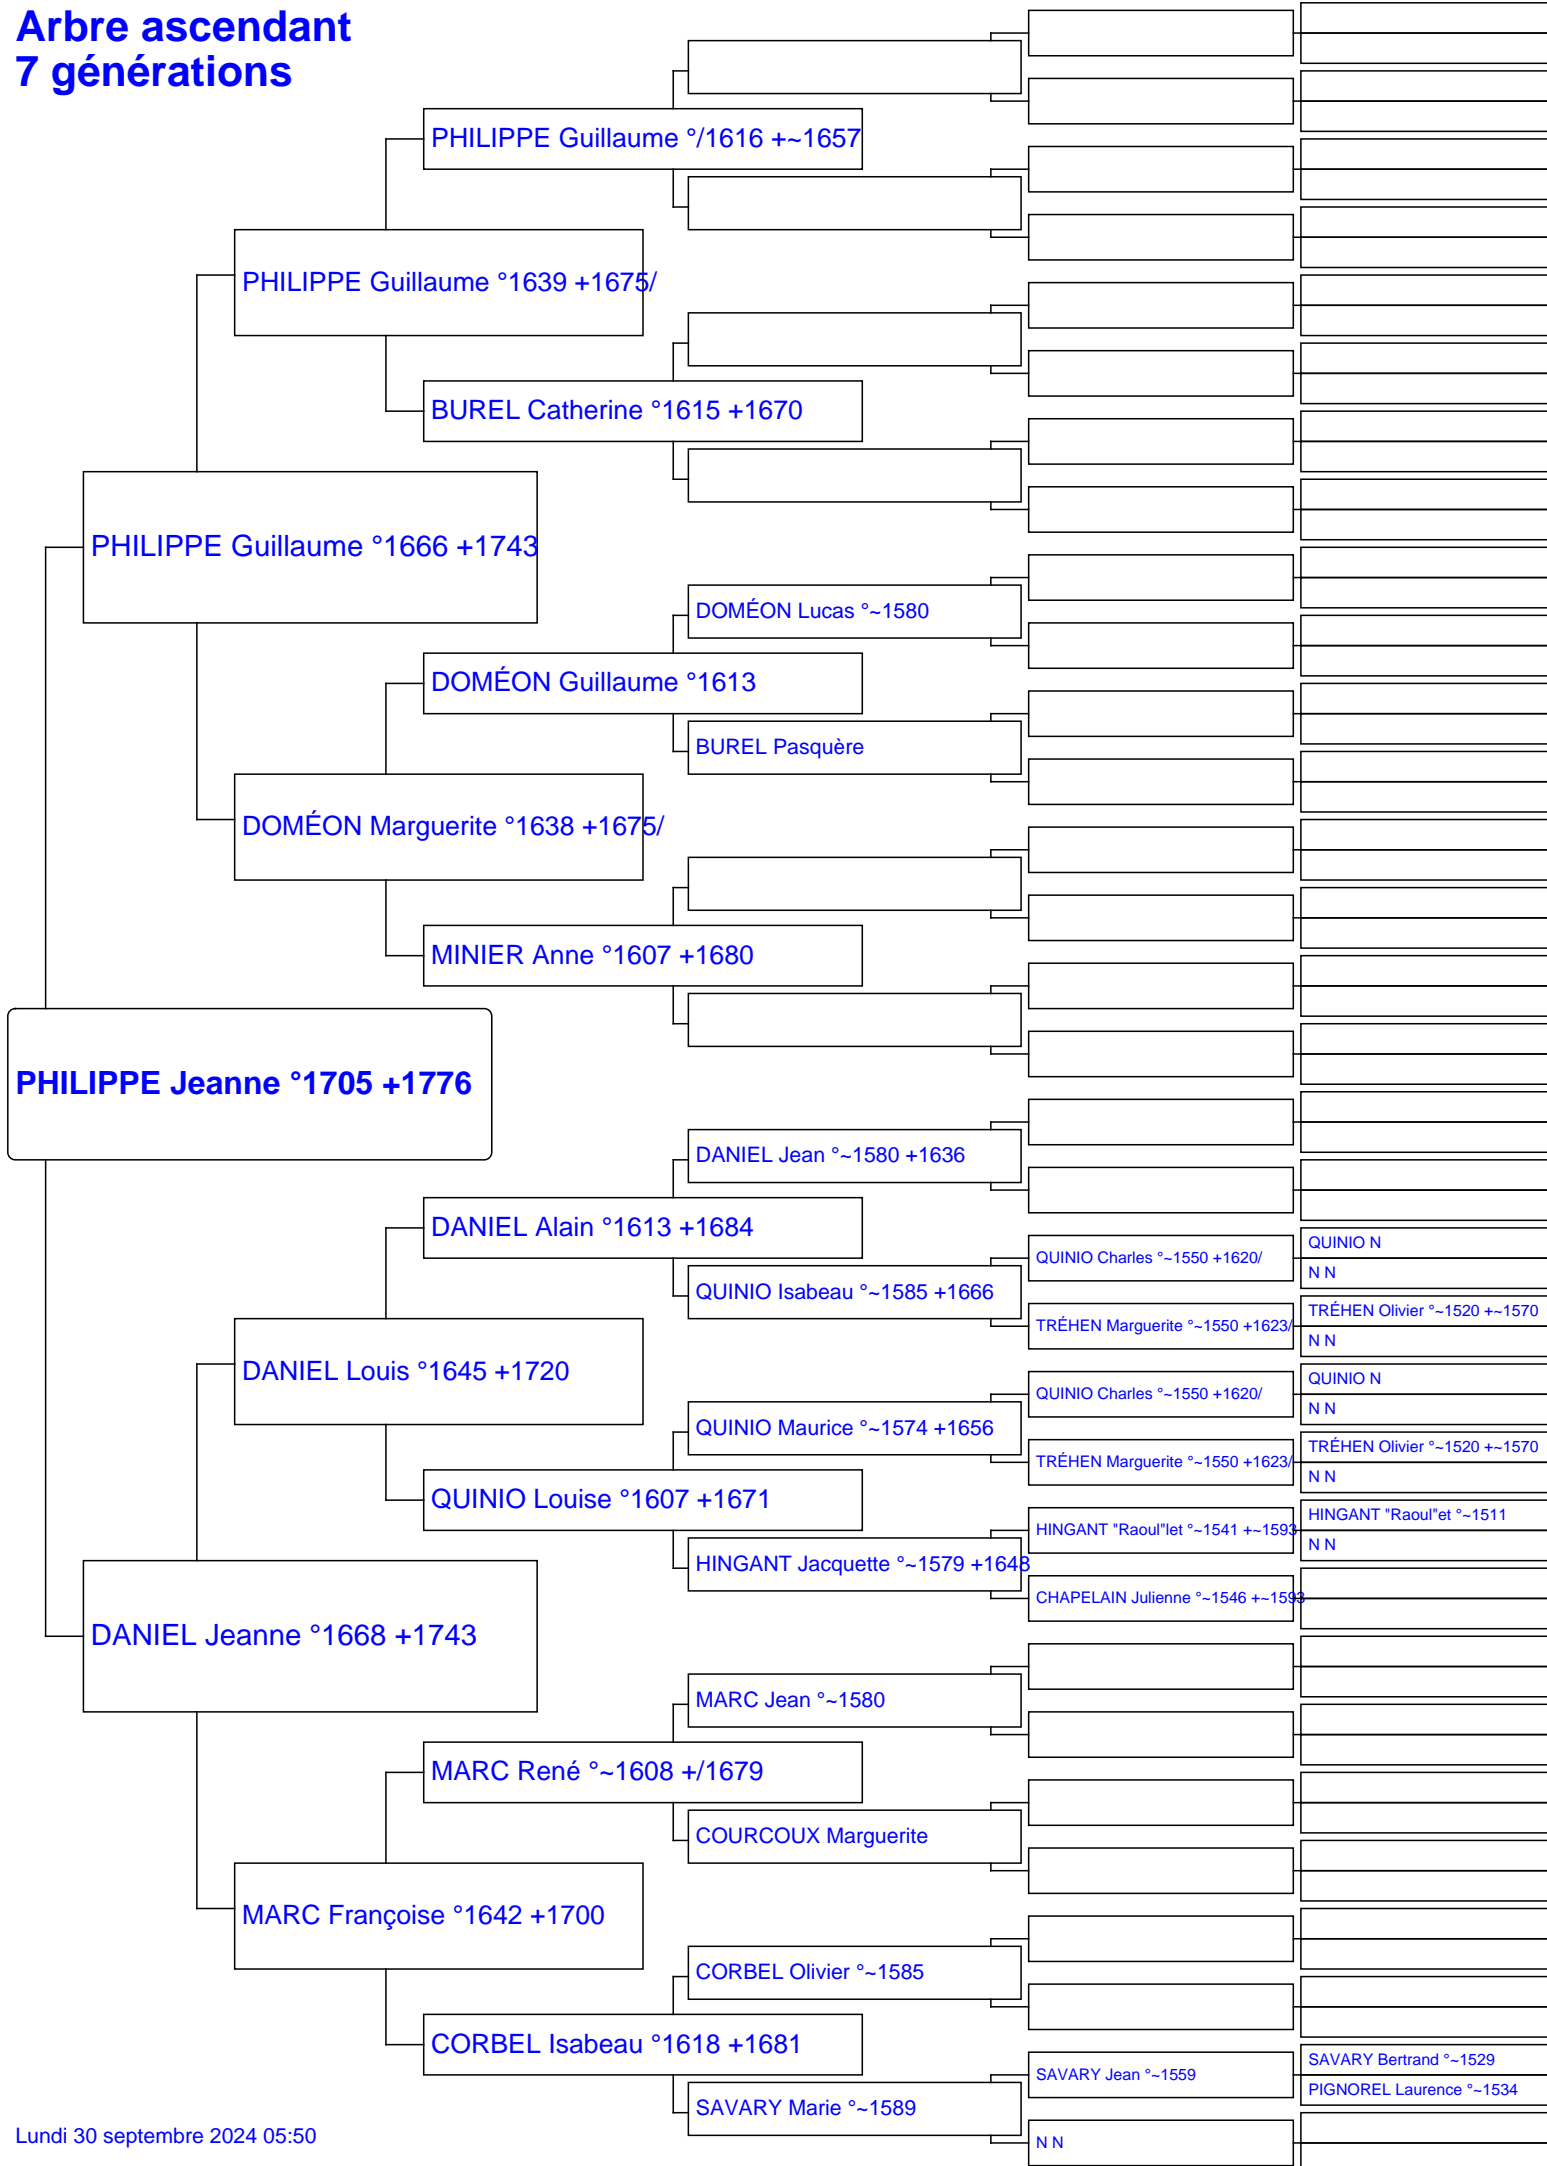 Arbre ascendant
7 générations
PHILIPPE Guillaume °/1616 +~1657
PHILIPPE Guillaume °1639 +1675/
BUREL Catherine °1615 +1670
PHILIPPE Guillaume °1666 +1743
DOMÉON Lucas °~1580
DOMÉON Guillaume °1613
BUREL Pasquère
DOMÉON Marguerite °1638 +1675/
MINIER Anne °1607 +1680
PHILIPPE Jeanne °1705 +1776
DANIEL Jean °~1580 +1636
DANIEL Alain °1613 +1684
QUINIO N
QUINIO Charles °~1550 +1620/
N N
QUINIO Isabeau °~1585 +1666
TRÉHEN Olivier °~1520 +~1570
TRÉHEN Marguerite °~1550 +1623/
N N
DANIEL Louis °1645 +1720
QUINIO N
QUINIO Charles °~1550 +1620/
N N
QUINIO Maurice °~1574 +1656
TRÉHEN Olivier °~1520 +~1570
TRÉHEN Marguerite °~1550 +1623/
N N
QUINIO Louise °1607 +1671
HINGANT "Raoul"et °~1511
HINGANT "Raoul"let °~1541 +~1593
N N
HINGANT Jacquette °~1579 +1648
CHAPELAIN Julienne °~1546 +~1593
DANIEL Jeanne °1668 +1743
MARC Jean °~1580
MARC René °~1608 +/1679
COURCOUX Marguerite
MARC Françoise °1642 +1700
CORBEL Olivier °~1585
CORBEL Isabeau °1618 +1681
SAVARY Bertrand °~1529
SAVARY Jean °~1559
PIGNOREL Laurence °~1534
SAVARY Marie °~1589
N N
Lundi 30 septembre 2024 05:50